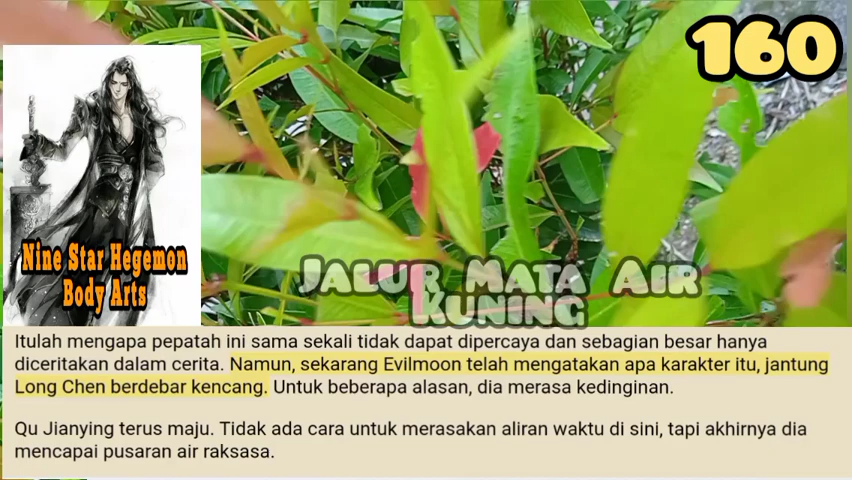 160
Nine Star Hegemon
Body Arts
Jalur Mata Air
Kuning
Itulah mengapa pepatah ini sama sekali tidak dapat dipercaya dan sebagian besar hanya
diceritakan dalam cerita. Namun, sekarang Evilmoon telah mengatakan apa karakter itu, jantung
Long Chen berdebar kencang. Untuk beberapa alasan, dia merasa kedinginan.
Qu Jianying terus maju. Tidak ada cara untuk merasakan aliran waktu di sini, tapi akhirnya dia
mencapai pusaran air raksasa.